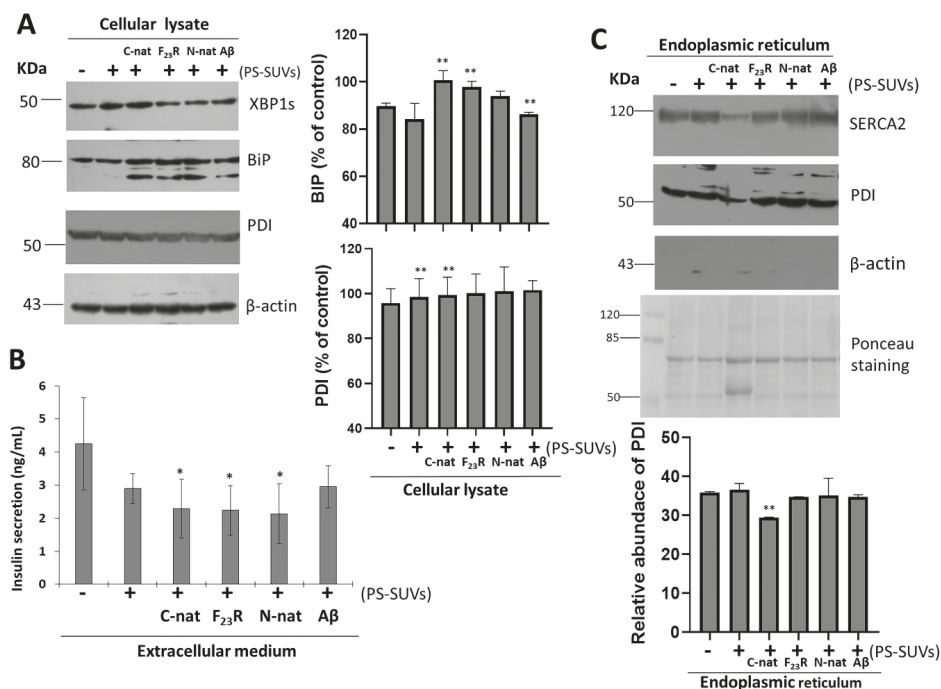 A
Cellular lysate
C-nat F₂₃R N-nat Aβ
KDa - + + + + + (PS-SUVs)
50 XBP1s
80 BiP
PDI
50
43 β-actin
BIP (% of control)
120
100
80
60
40
PDI (% of control)
120
100
80
60
40
** ** **
** **
- + + + + + (PS-SUVs)
C-nat F₂₃R N-nat Aβ
Cellular lysate
B
Insulin secretion (ng/mL)
6
5
4
3
2
1
0
* * *
- + + + + + (PS-SUVs)
C-nat F₂₃R N-nat Aβ
Extracellular medium
C
Endoplasmic reticulum
C-nat F₂₃R N-nat Aβ
KDa - + + + + + (PS-SUVs)
120 SERCA2
PDI
50
43 β-actin
120
85
Ponceau
staining
50
Relative abundace of PDI
50
40
30
20
10
0
**
- + + + + + (PS-SUVs)
C-nat F₂₃R N-nat Aβ
Endoplasmic reticulum